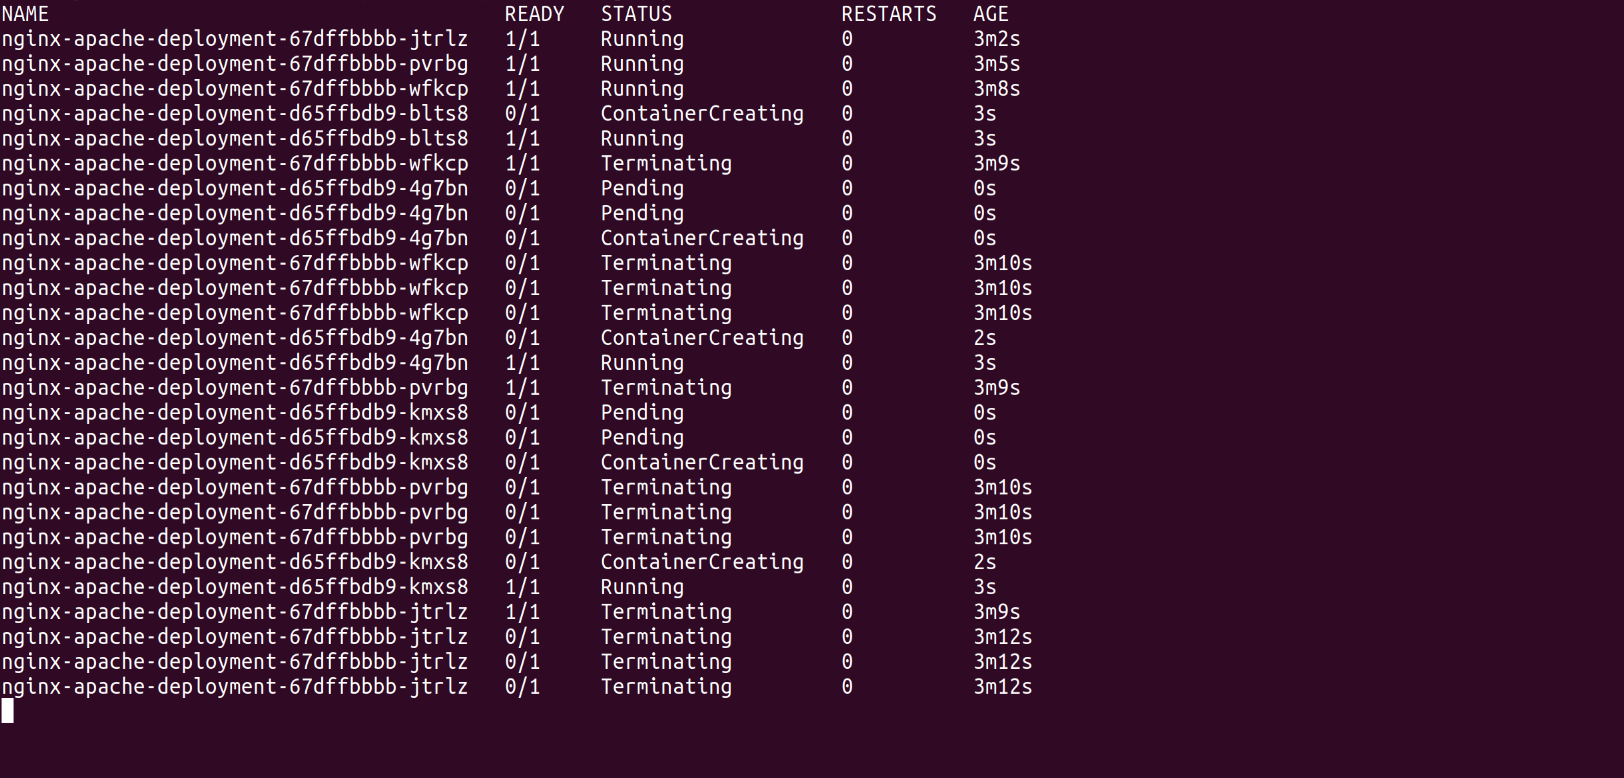 NAME READY STATUS RESTARTS AGE
nginx-apache-deployment-67dffbbbb-jtrlz 1/1 Running 0 3m2s
nginx-apache-deployment-67dffbbbb-pvrbg 1/1 Running 0 3m5s
nginx-apache-deployment-67dffbbbb-wfkcp 1/1 Running 0 3m8s
nginx-apache-deployment-d65ffbdb9-blts8 0/1 ContainerCreating 0 3s
nginx-apache-deployment-d65ffbdb9-blts8 1/1 Running 0 3s
nginx-apache-deployment-67dffbbbb-wfkcp 1/1 Terminating 0 3m9s
nginx-apache-deployment-d65ffbdb9-4g7bn 0/1 Pending 0 0s
nginx-apache-deployment-d65ffbdb9-4g7bn 0/1 Pending 0 0s
nginx-apache-deployment-d65ffbdb9-4g7bn 0/1 ContainerCreating 0 0s
nginx-apache-deployment-67dffbbbb-wfkcp 0/1 Terminating 0 3m10s
nginx-apache-deployment-67dffbbbb-wfkcp 0/1 Terminating 0 3m10s
nginx-apache-deployment-67dffbbbb-wfkcp 0/1 Terminating 0 3m10s
nginx-apache-deployment-d65ffbdb9-4g7bn 0/1 ContainerCreating 0 2s
nginx-apache-deployment-d65ffbdb9-4g7bn 1/1 Running 0 3s
nginx-apache-deployment-67dffbbbb-pvrbg 1/1 Terminating 0 3m9s
nginx-apache-deployment-d65ffbdb9-kmxs8 0/1 Pending 0 0s
nginx-apache-deployment-d65ffbdb9-kmxs8 0/1 Pending 0 0s
nginx-apache-deployment-d65ffbdb9-kmxs8 0/1 ContainerCreating 0 0s
nginx-apache-deployment-67dffbbbb-pvrbg 0/1 Terminating 0 3m10s
nginx-apache-deployment-67dffbbbb-pvrbg 0/1 Terminating 0 3m10s
nginx-apache-deployment-67dffbbbb-pvrbg 0/1 Terminating 0 3m10s
nginx-apache-deployment-d65ffbdb9-kmxs8 0/1 ContainerCreating 0 2s
nginx-apache-deployment-d65ffbdb9-kmxs8 1/1 Running 0 3s
nginx-apache-deployment-67dffbbbb-jtrlz 1/1 Terminating 0 3m9s
nginx-apache-deployment-67dffbbbb-jtrlz 0/1 Terminating 0 3m12s
nginx-apache-deployment-67dffbbbb-jtrlz 0/1 Terminating 0 3m12s
nginx-apache-deployment-67dffbbbb-jtrlz 0/1 Terminating 0 3m12s